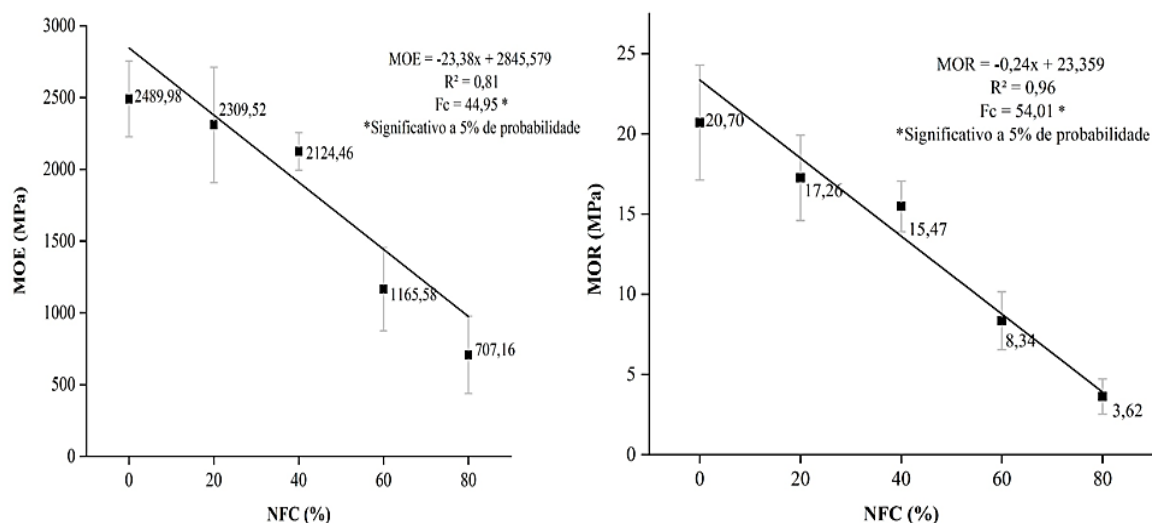 3000
2500
2000
1500
1000
500
0
MOE (MPa)
MOE = -23,38x + 2845,579
R² = 0,81
Fc = 44,95 *
*Significativo a 5% de probabilidade
2489,98
2309,52
2124,46
1165,58
707,16
0 20 40 60 80
NFC (%)
25
20
15
10
5
0
MOR (MPa)
MOR = -0,24x + 23,359
R² = 0,96
Fc = 54,01 *
*Significativo a 5% de probabilidade
20,70
17,26
15,47
8,34
3,62
0 20 40 60 80
NFC (%)